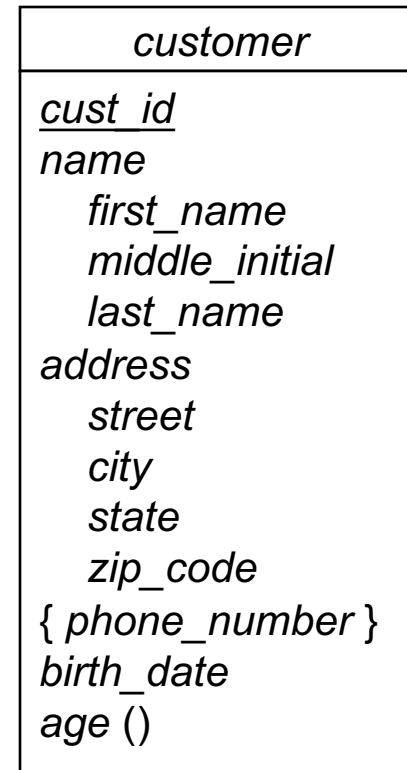 customer
cust_id
name
first_name
middle_initial
last_name
address
street
city
state
zip_code
{ phone_number }
birth_date
age ()